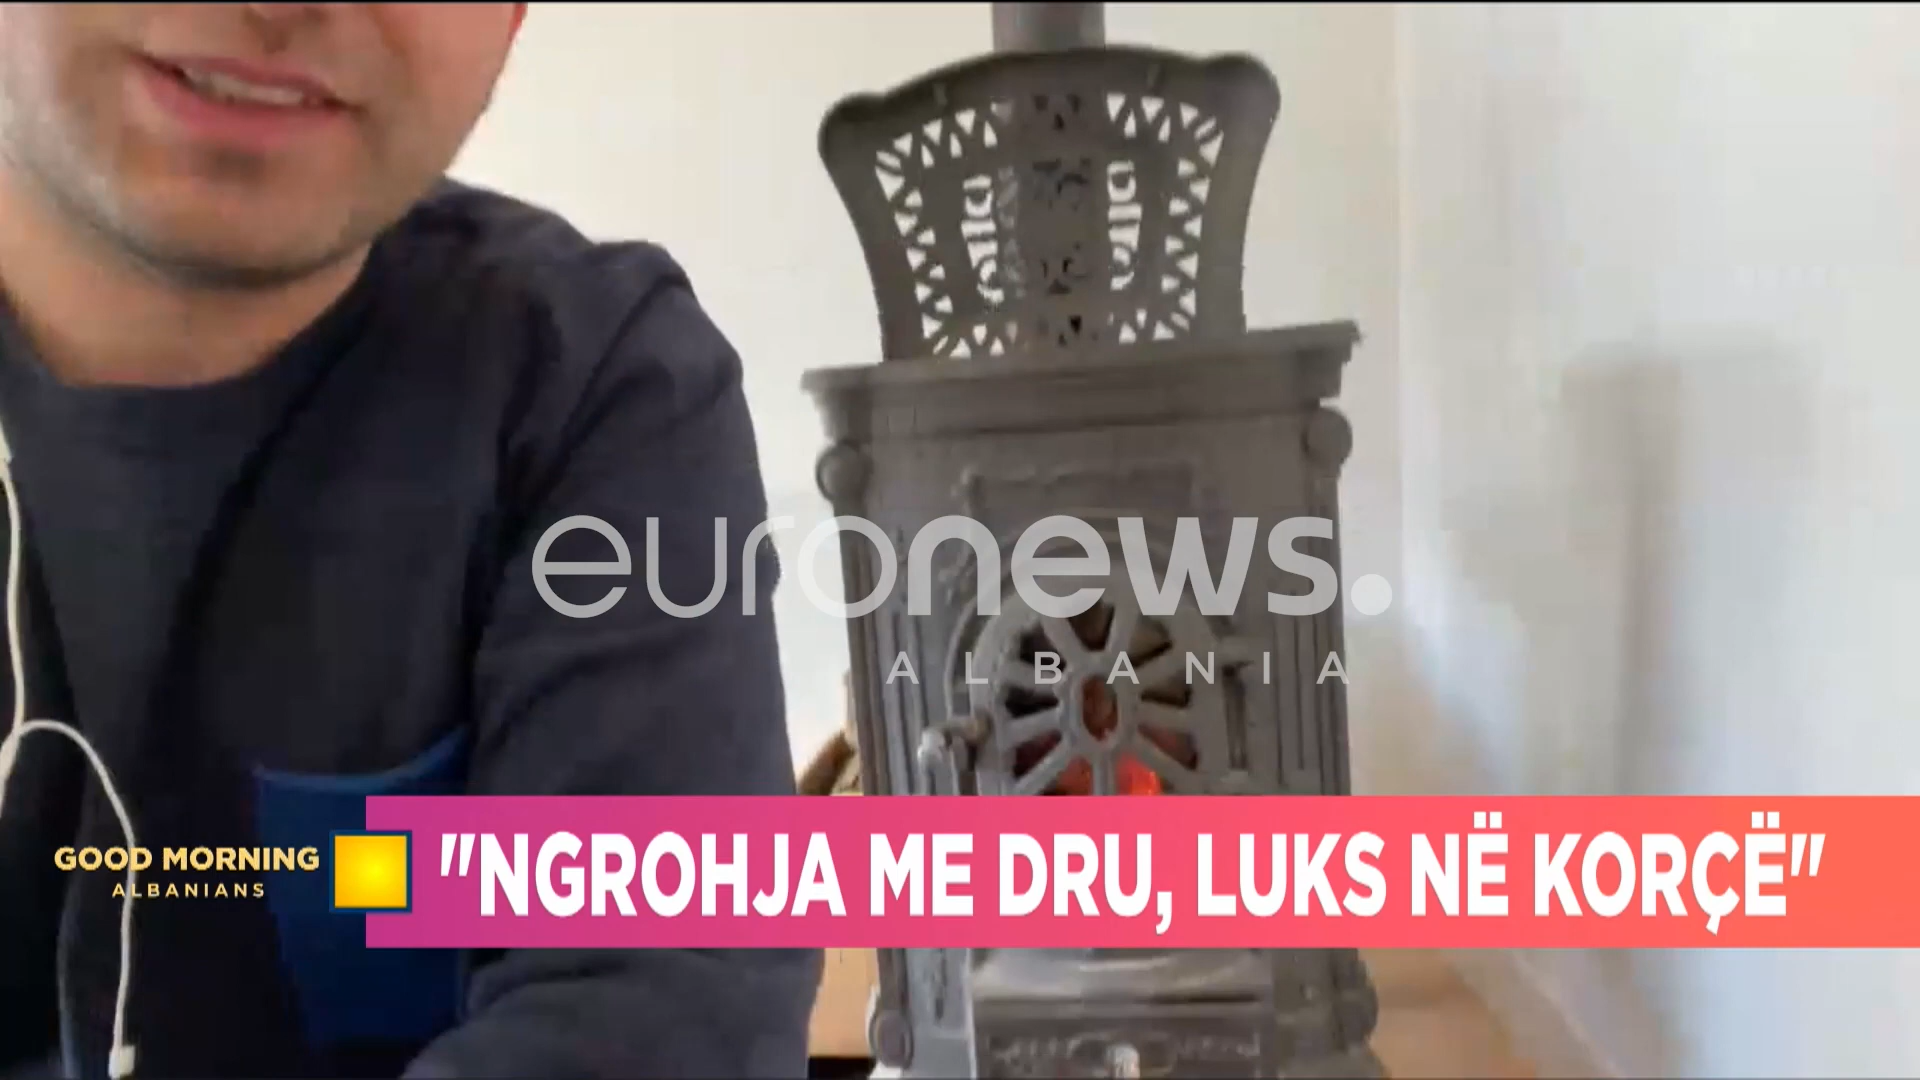 euronews.
ALBANIA
GOOD MORNING
ALBANIANS
"NGROHJA ME DRU, LUKS NË KORÇË"